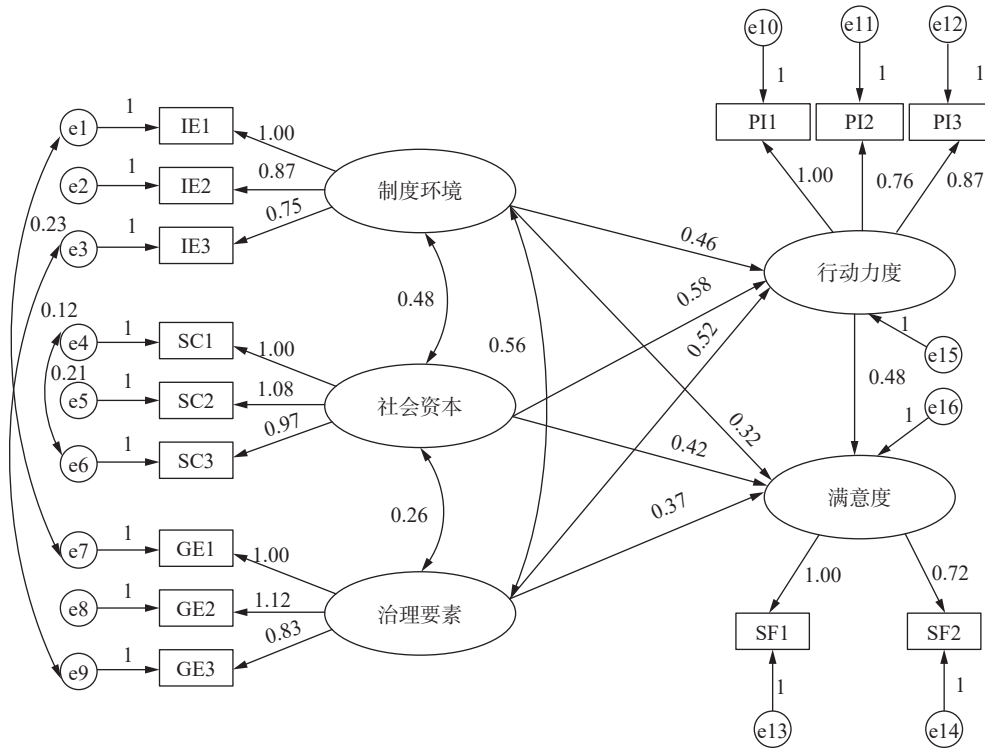 e10
e11
e12
1
1
1
PI1
PI2
PI3
1.00
0.76
0.87
e1
1
IE1
1.00
e2
1
IE2
0.87
e3
1
IE3
0.75
制度环境
0.23
0.46
行动力度
0.48
0.58
0.52
0.12
e4
1
SC1
1.00
0.56
1
e15
0.21
e5
1
SC2
1.08
社会资本
0.48
1
e16
e6
1
SC3
0.97
0.42
0.32
满意度
0.26
0.37
e7
1
GE1
1.00
e8
1
GE2
1.12
治理要素
e9
1
GE3
0.83
1.00
0.72
SF1
SF2
1
1
e13
e14